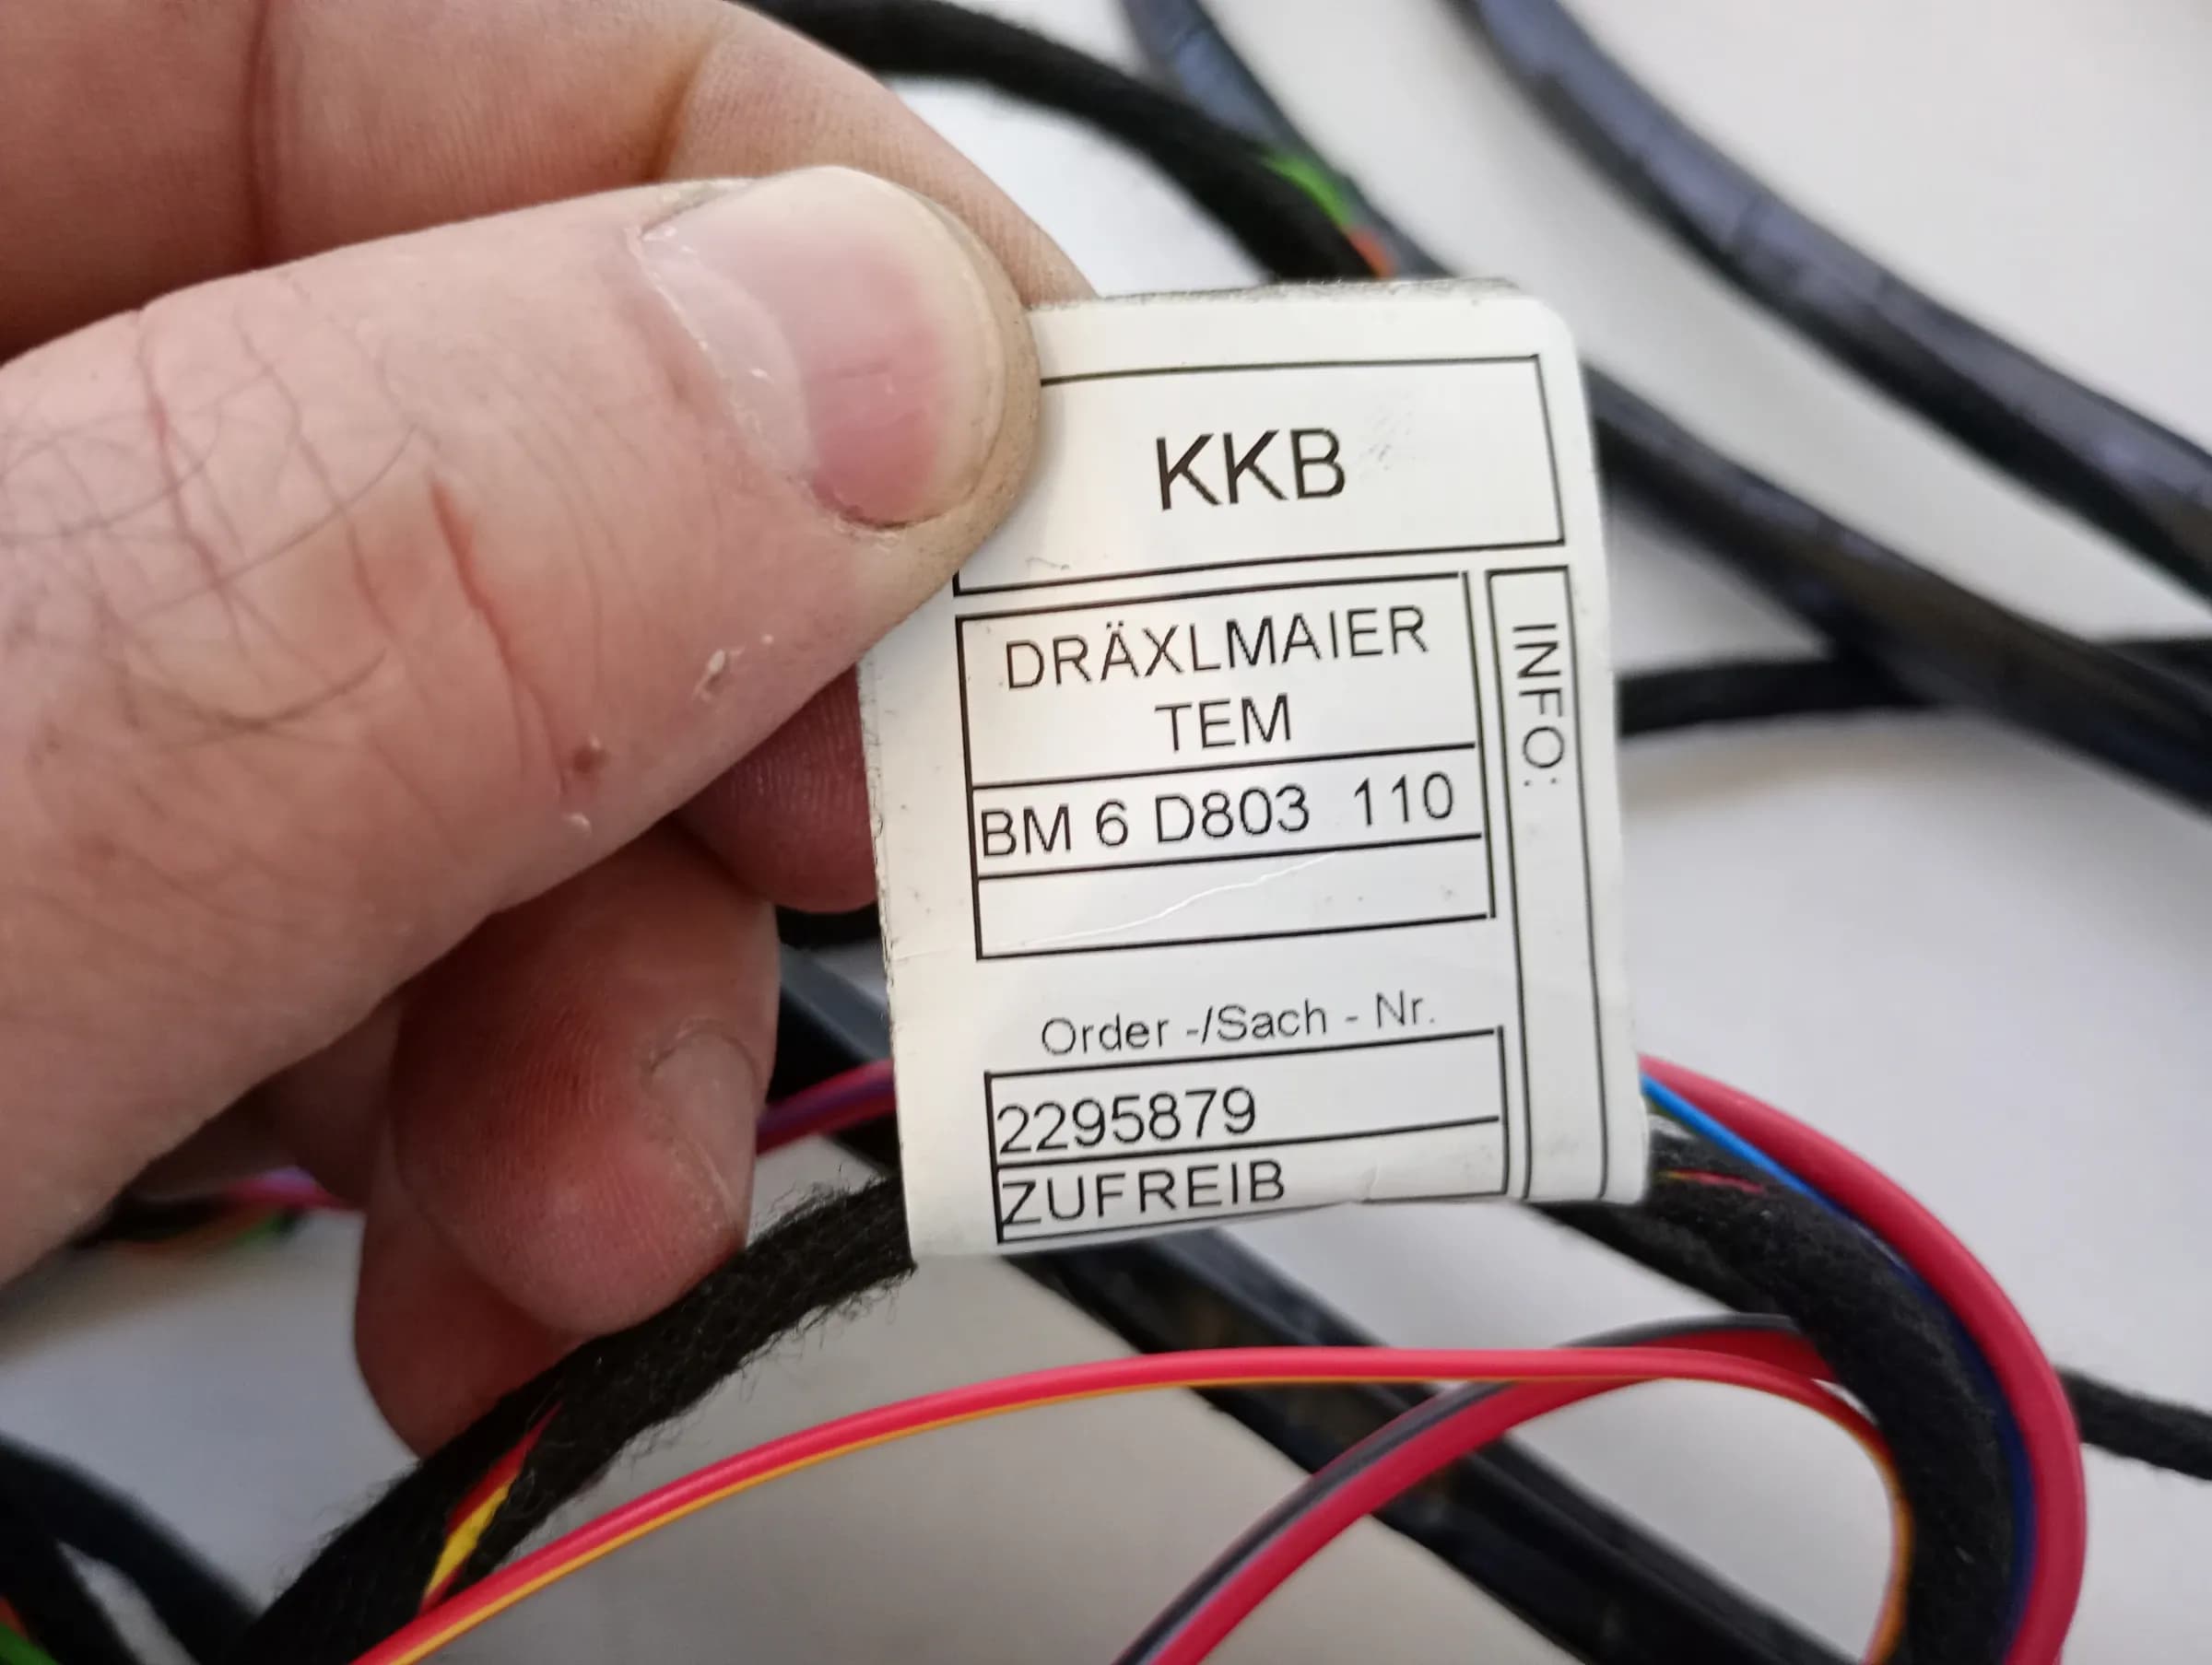 KKB
DRÄXLMAIER
TEM
BM 6 D803 110
INFO:
Order -/Sach - Nr.
2295879
ZUFREIB